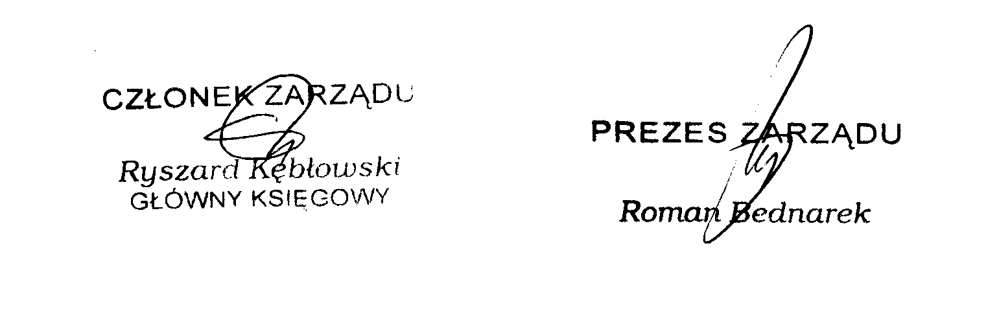 CZŁONEK ZARZĄDU
Ryszard Kębłowski
GŁÓWNY KSIĘGOWY
PREZES ZARZĄDU
Roman Bednarek